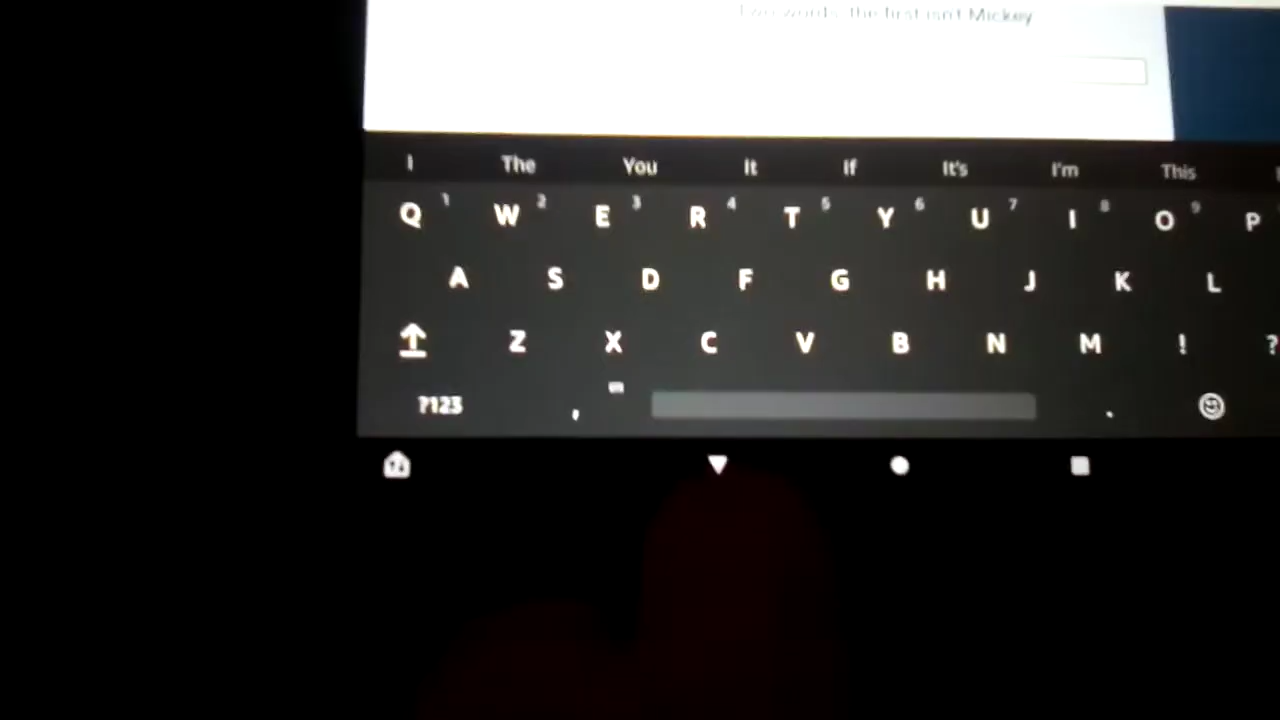 Two words, the first isn't Mickey
I The You It If It's I'm This
Q 1 W 2 E 3 R 4 T 5 Y 6 U 7 I 8 O 9 P
A S D F G H J K L
Z X C V B N M ! ?
?123 , .